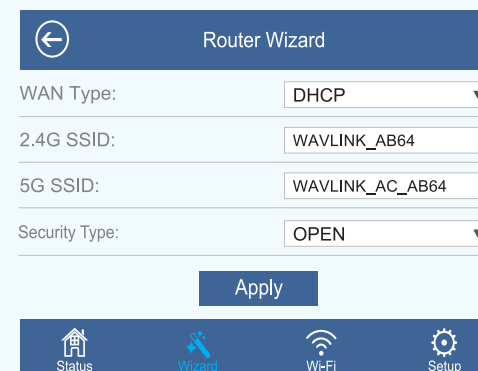 Router Wizard
WAN Type: DHCP
2.4G SSID: WAVLINK_AB64
5G SSID: WAVLINK_AC_AB64
Security Type: OPEN
Apply
Status Wizard Wi-Fi Setup